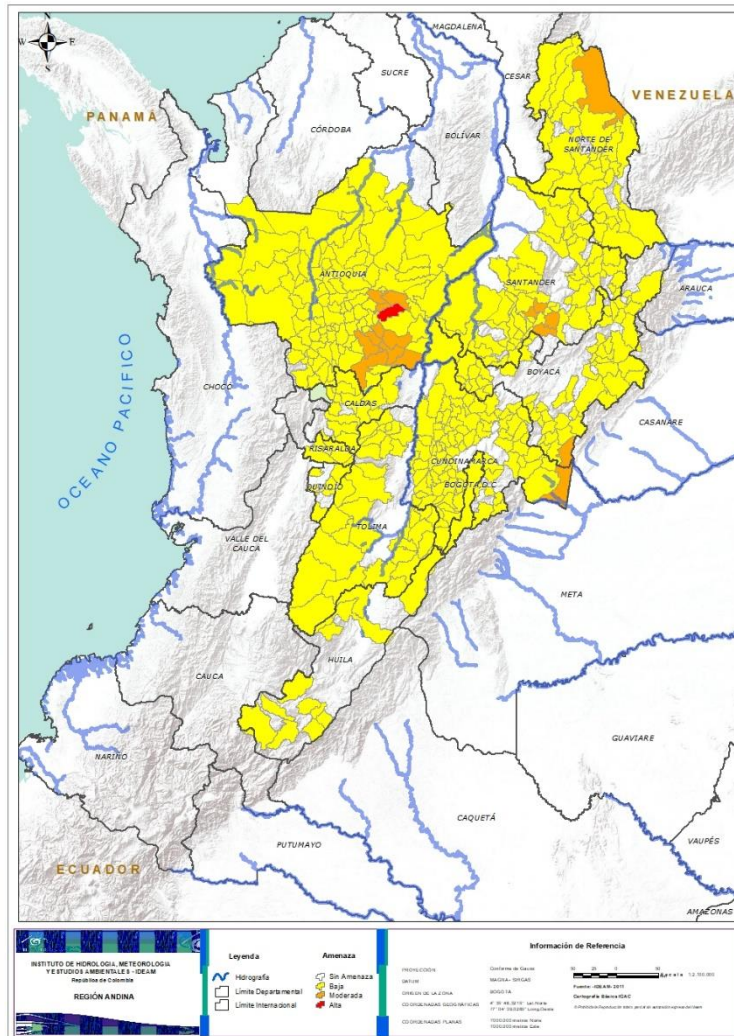 N
W
E
S
MAGDALENA
SUCRE
CESAR
VENEZUELA
PANAMÁ
CÓRDOBA
BOLÍVAR
NORTE DE
SANTANDER
ANTIOQUIA
SANTANDER
ARAUCA
OCEANO PACIFICO
CHOCÓ
BOYACÁ
CALDAS
CASANARE
RISARALDA
CUNDINAMARCA
QUINDIO
BOGOTÁ D.C
TOLIMA
VALLE DEL
CAUCA
META
HUILA
CAUCA
NARIÑO
GUAVIARE
CAQUETÁ
PUTUMAYO
VAUPÉS
ECUADOR
AMAZONAS
INSTITUTO DE HIDROLOGIA, METEOROLOGIA
Y ESTUDIOS AMBIENTALES - IDEAM
República de Colombia
REGIÓN ANDINA
Leyenda
Hidrografía
Límite Departamental
Límite Internacional
Amenaza
Sin Amenaza
Baja
Moderada
Alta
Información de Referencia
PROYECCIÓN
Conforme de Gauss
DATUM
MAGNA - SIRGAS
ORIGEN DE LA ZONA
BOGOTA
COORDENADAS GEOGRÁFICAS
COORDENADAS PLANAS
Fuente: IDEAM 2011
Cartografía Básica IGAC